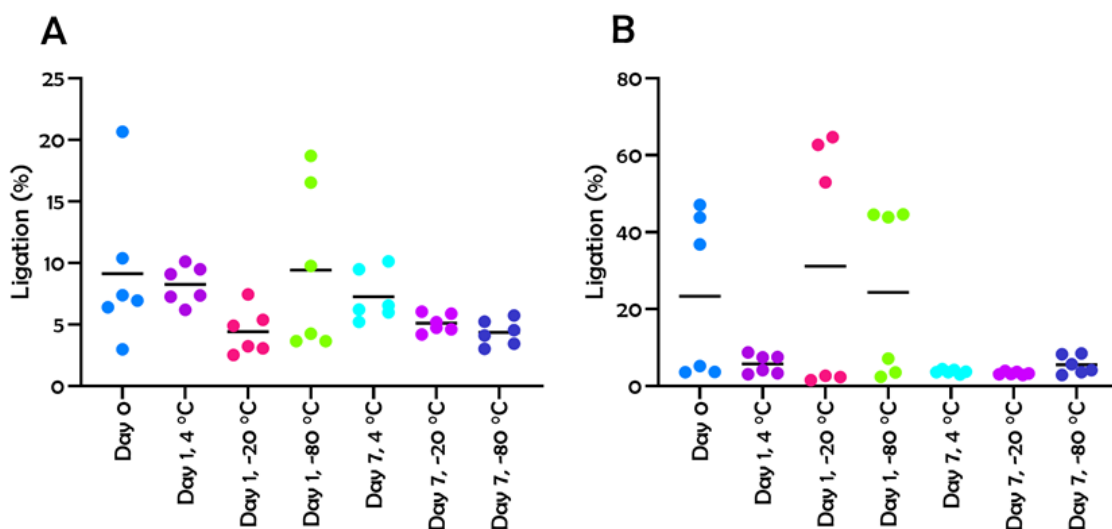 A
25
20
15
10
5
0
Ligation (%)
Day 0
Day 1, 4 °C
Day 1, -20 °C
Day 1, -80 °C
Day 7, 4 °C
Day 7, -20 °C
Day 7, -80 °C
B
80
60
40
20
0
Ligation (%)
Day 0
Day 1, 4 °C
Day 1, -20 °C
Day 1, -80 °C
Day 7, 4 °C
Day 7, -20 °C
Day 7, -80 °C